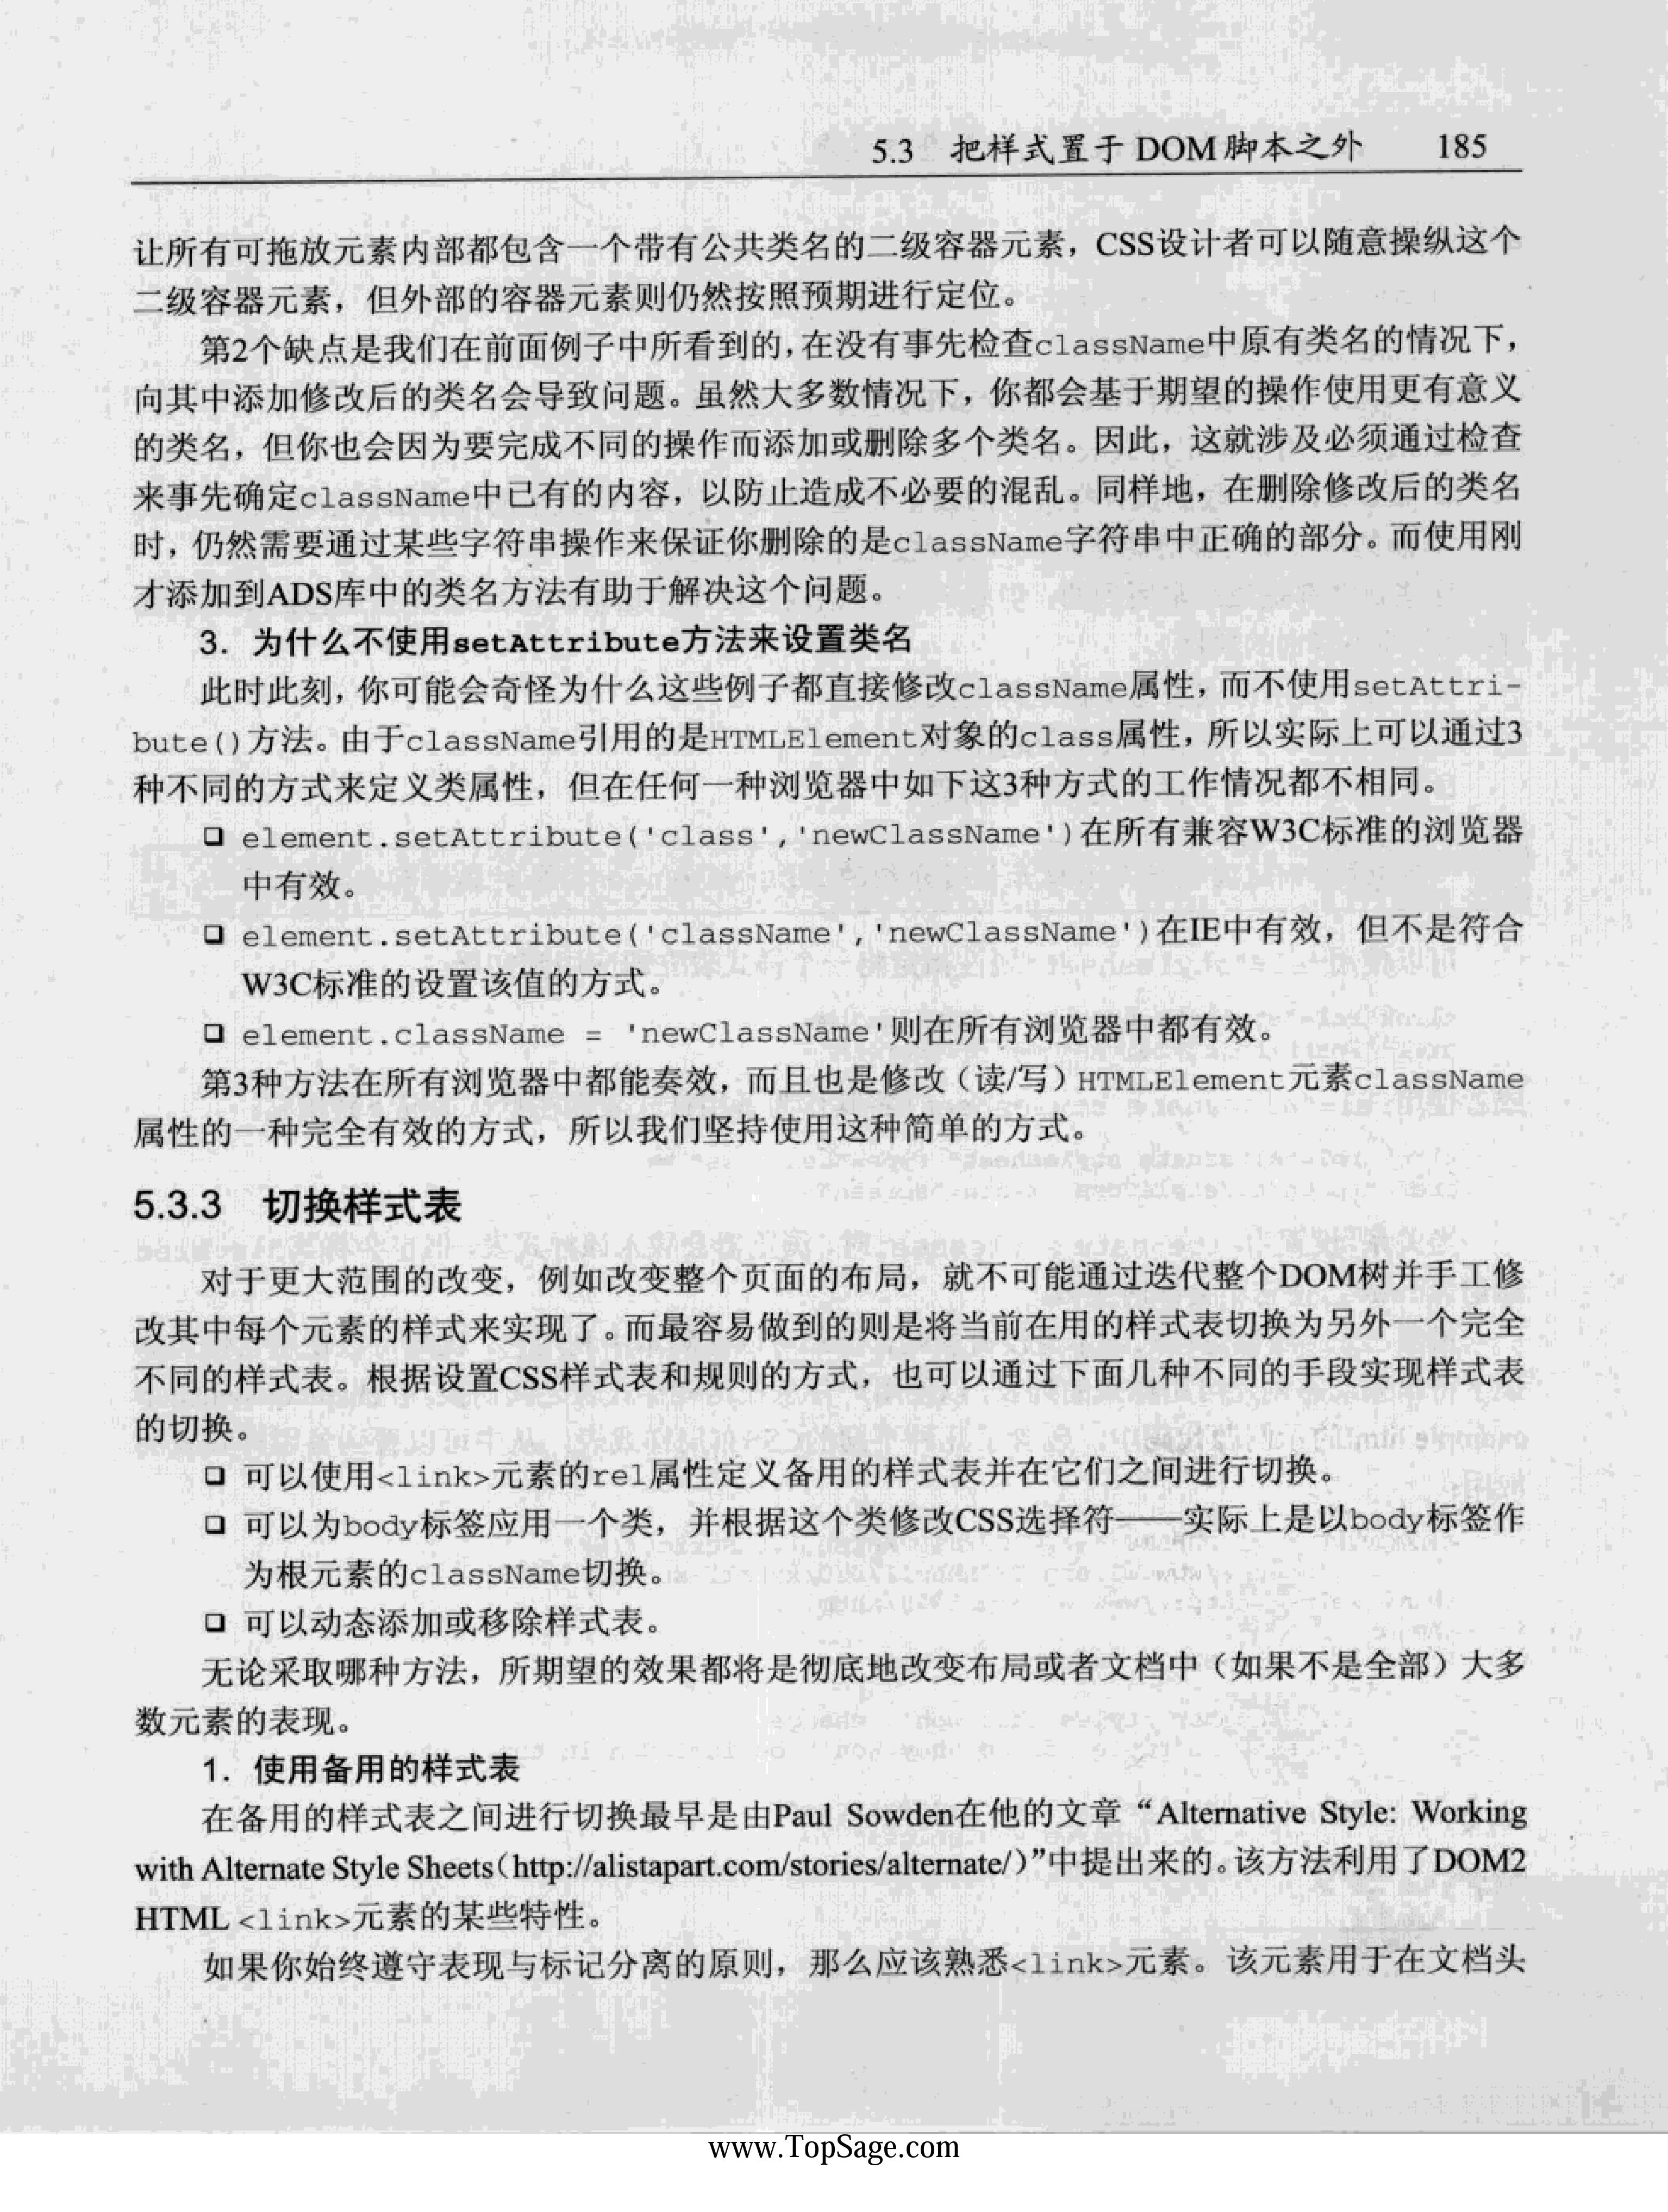 5.3 把样式置于 DOM 脚本之外 185
让所有可拖放元素内部都包含一个带有公共类名的二级容器元素，CSS设计者可以随意操纵这个
二级容器元素，但外部的容器元素则仍然按照预期进行定位。
第2个缺点是我们在前面例子中所看到的，在没有事先检查className中原有类名的情况下，
向其中添加修改后的类名会导致问题。虽然大多数情况下，你都会基于期望的操作使用更有意义
的类名，但你也会因为要完成不同的操作而添加或删除多个类名。因此，这就涉及必须通过检查
来事先确定className中已有的内容，以防止造成不必要的混乱。同样地，在删除修改后的类名
时，仍然需要通过某些字符串操作来保证你删除的是className字符串中正确的部分。而使用刚
才添加到ADS库中的类名方法有助于解决这个问题。
3. 为什么不使用setAttribute方法来设置类名
此时此刻，你可能会奇怪为什么这些例子都直接修改className属性，而不使用setAttri-
bute()方法。由于className引用的是HTMLElement对象的class属性，所以实际上可以通过3
种不同的方式来定义类属性，但在任何一种浏览器中如下这3种方式的工作情况都不相同。
❑ element.setAttribute('class','newClassName')在所有兼容W3C标准的浏览器
中有效。
❑ element.setAttribute('className','newClassName')在IE中有效，但不是符合
W3C标准的设置该值的方式。
❑ element.className = 'newClassName'则在所有浏览器中都有效。
第3种方法在所有浏览器中都能奏效，而且也是修改（读/写）HTMLElement元素className
属性的一种完全有效的方式，所以我们坚持使用这种简单的方式。
5.3.3 切换样式表
对于更大范围的改变，例如改变整个页面的布局，就不可能通过迭代整个DOM树并手工修
改其中每个元素的样式来实现了。而最容易做到的则是将当前在用的样式表切换为另外一个完全
不同的样式表。根据设置CSS样式表和规则的方式，也可以通过下面几种不同的手段实现样式表
的切换。
❑ 可以使用<link>元素的rel属性定义备用的样式表并在它们之间进行切换。
❑ 可以为body标签应用一个类，并根据这个类修改CSS选择符——实际上是以body标签作
为根元素的className切换。
❑ 可以动态添加或移除样式表。
无论采取哪种方法，所期望的效果都将是彻底地改变布局或者文档中（如果不是全部）大多
数元素的表现。
1. 使用备用的样式表
在备用的样式表之间进行切换最早是由Paul Sowden在他的文章“Alternative Style: Working
with Alternate Style Sheets（http://alistapart.com/stories/alternate/）”中提出来的。该方法利用了DOM2
HTML <link>元素的某些特性。
如果你始终遵守表现与标记分离的原则，那么应该熟悉<link>元素。该元素用于在文档头
www.TopSage.com